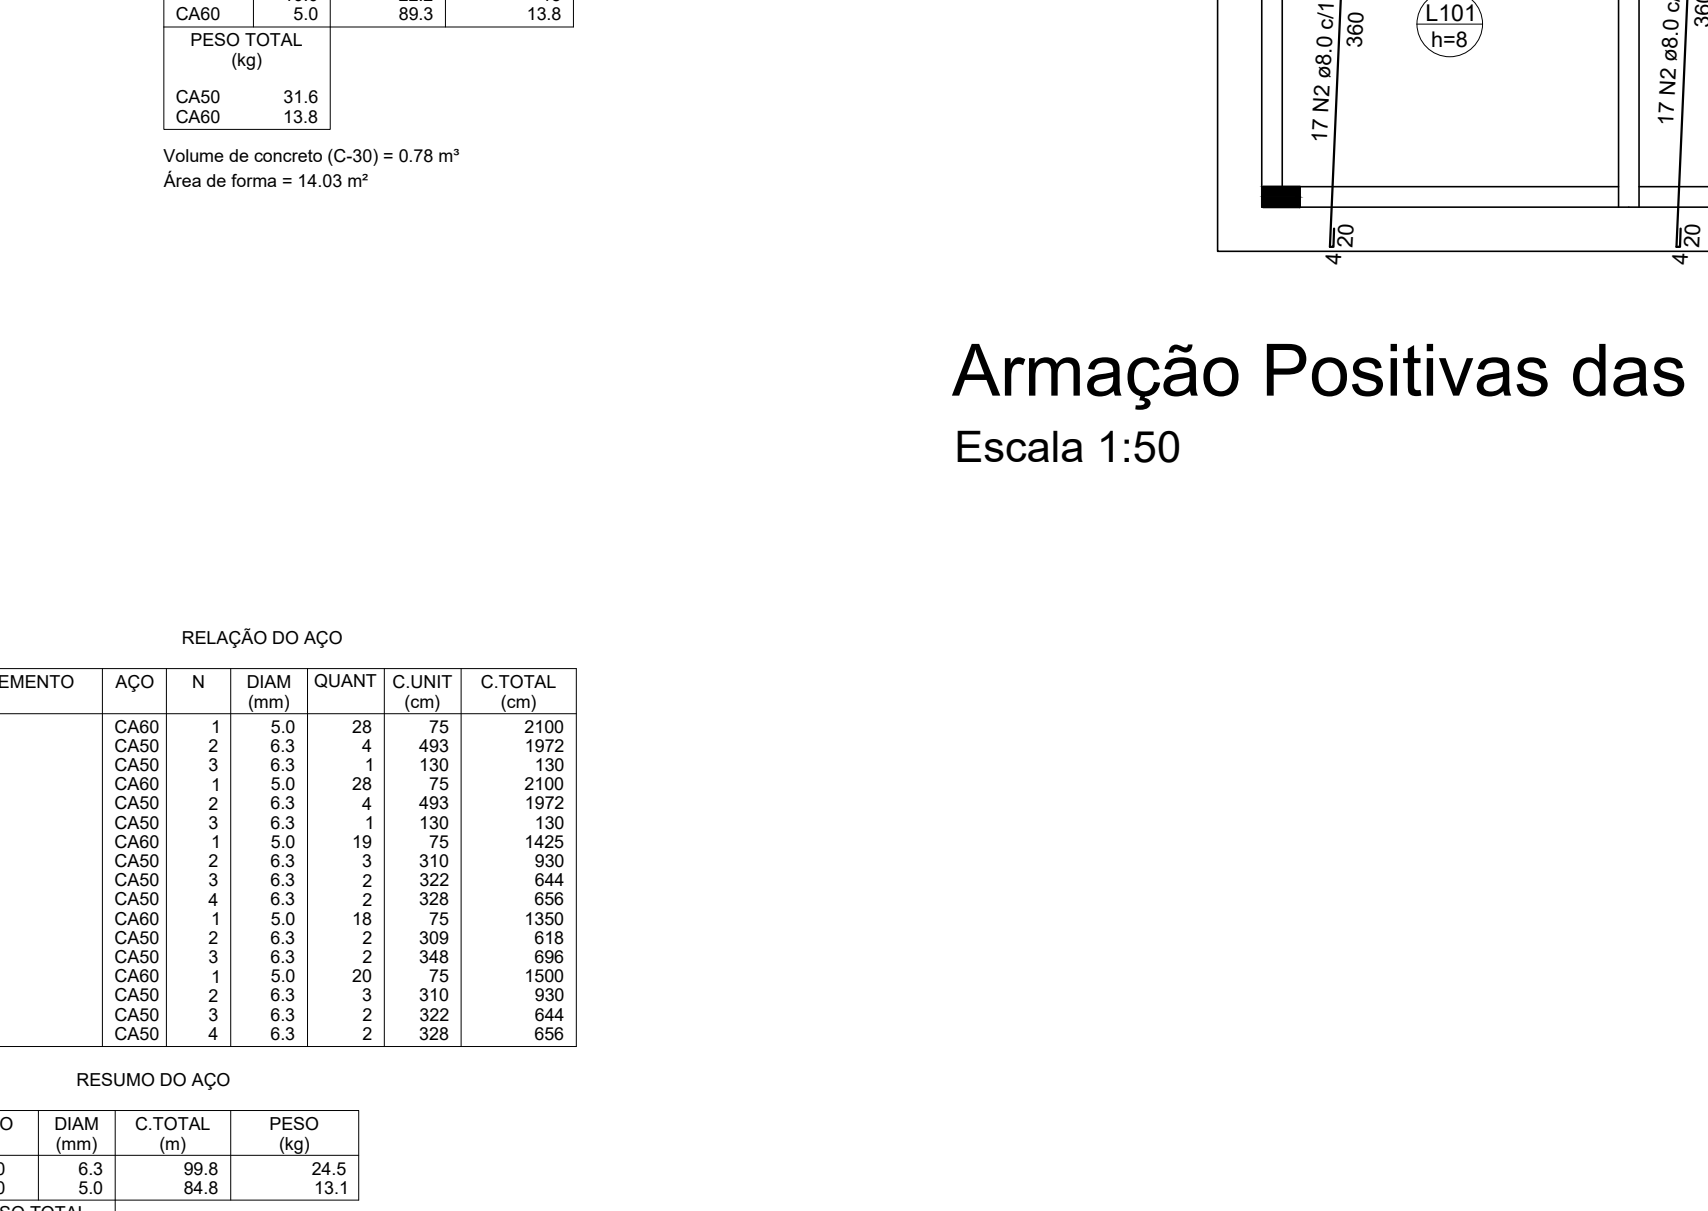 CA60 5.0 89.3 13.8
PESO TOTAL
(kg)
CA50 31.6
CA60 13.8
Volume de concreto (C-30) = 0.78 m³
Área de forma = 14.03 m²
17 N2 ø8.0 c/1
360
L101
h=8
17 N2 ø8.0 c/
20
4
20
4
Armação Positivas das
Escala 1:50
RELAÇÃO DO AÇO
EMENTO AÇO N DIAM QUANT C.UNIT C.TOTAL
(mm) (cm) (cm)
CA60 1 5.0 28 75 2100
CA50 2 6.3 4 493 1972
CA50 3 6.3 1 130 130
CA60 1 5.0 28 75 2100
CA50 2 6.3 4 493 1972
CA50 3 6.3 1 130 130
CA60 1 5.0 19 75 1425
CA50 2 6.3 3 310 930
CA50 3 6.3 2 322 644
CA50 4 6.3 2 328 656
CA60 1 5.0 18 75 1350
CA50 2 6.3 2 309 618
CA50 3 6.3 2 348 696
CA60 1 5.0 20 75 1500
CA50 2 6.3 3 310 930
CA50 3 6.3 2 322 644
CA50 4 6.3 2 328 656
RESUMO DO AÇO
O DIAM C.TOTAL PESO
(mm) (m) (kg)
0 6.3 99.8 24.5
0 5.0 84.8 13.1